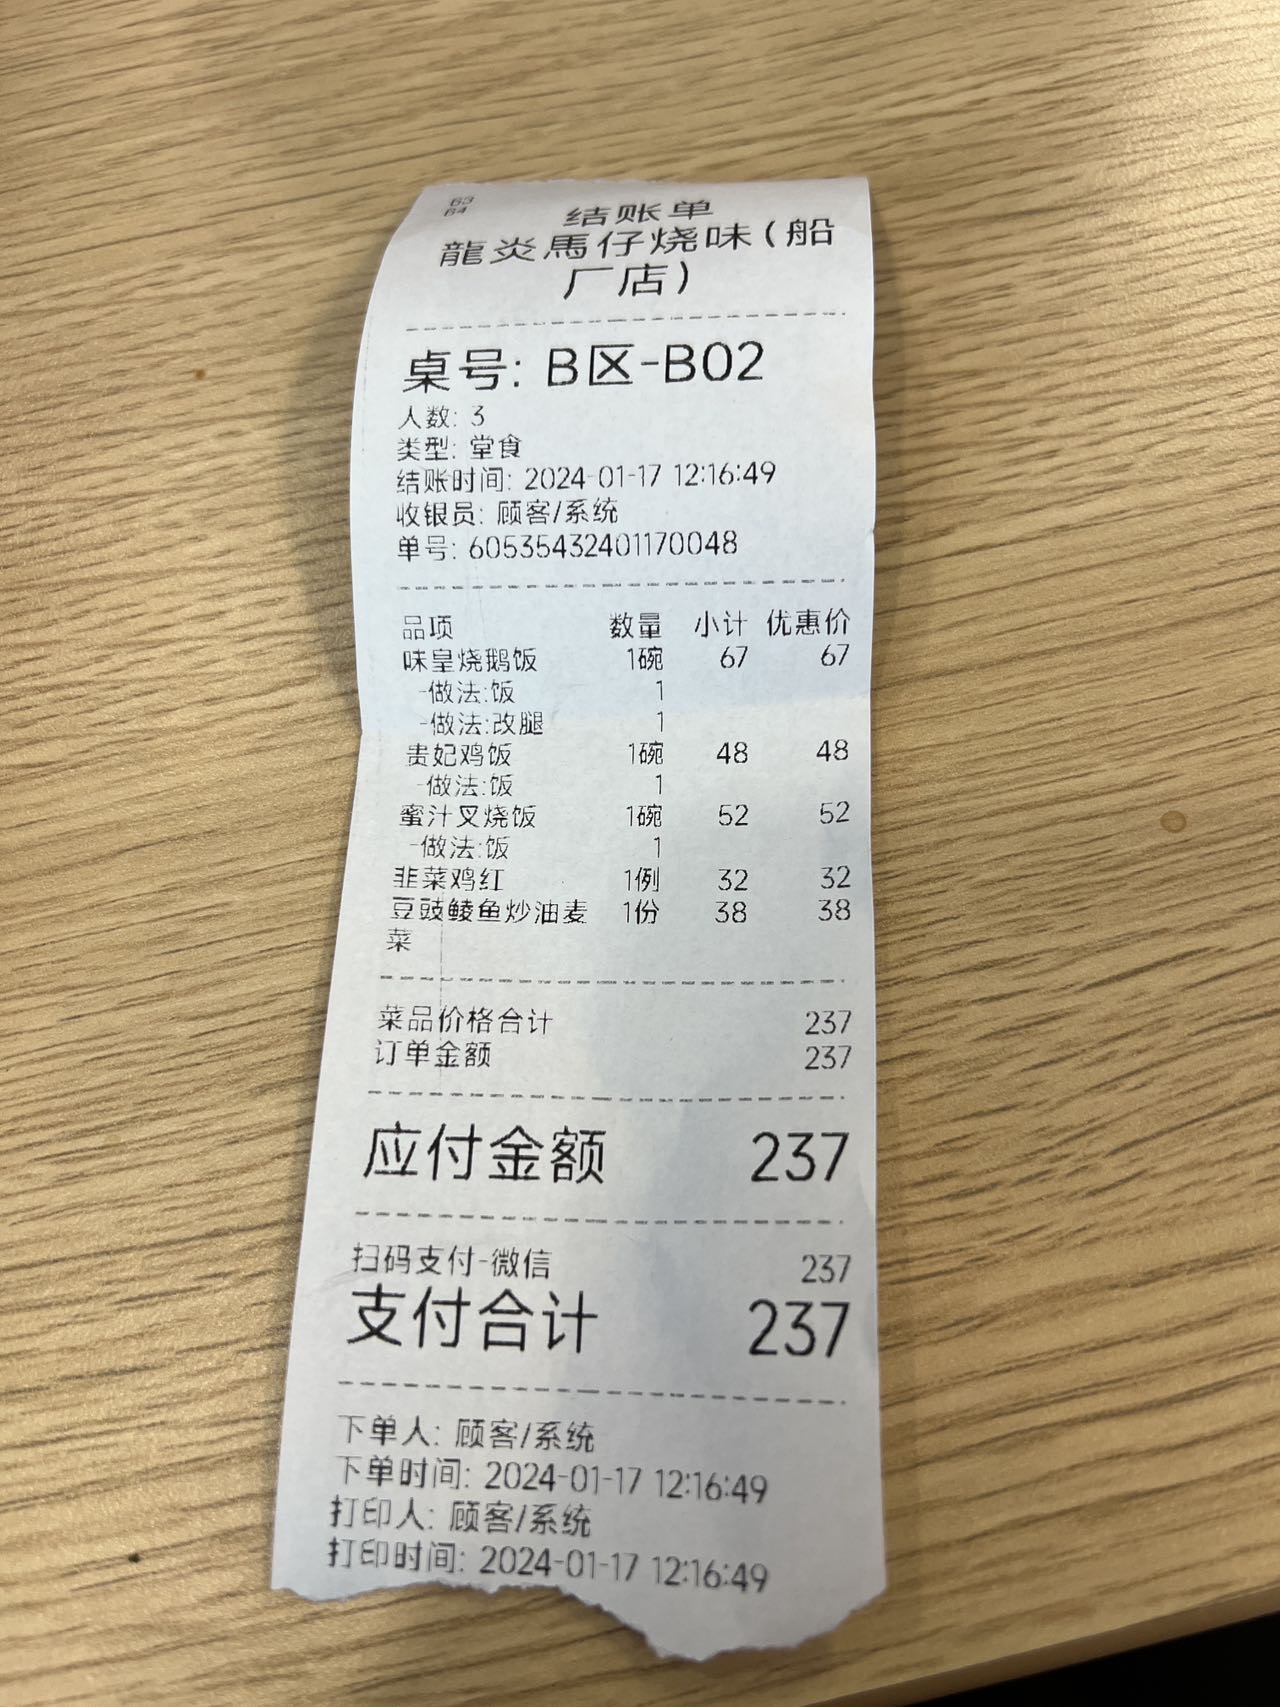 63
64
结账单
龍炎馬仔烧味(船
厂店)
桌号: B区-B02
人数: 3
类型: 堂食
结账时间: 2024-01-17 12:16:49
收银员: 顾客/系统
单号: 605354432401170048
品项 数量 小计 优惠价
味皇烧鹅饭 1碗 67 67
-做法:饭 1
-做法:改腿 1
贵妃鸡饭 1碗 48 48
-做法:饭 1
蜜汁叉烧饭 1碗 52 52
-做法:饭 1
韭菜鸡红 1例 32 32
豆豉鲮鱼炒油麦 1份 38 38
菜
菜品价格合计 237
订单金额 237
应付金额 237
扫码支付-微信 237
支付合计 237
下单人: 顾客/系统
下单时间: 2024-01-17 12:16:49
打印人: 顾客/系统
打印时间: 2024-01-17 12:16:49